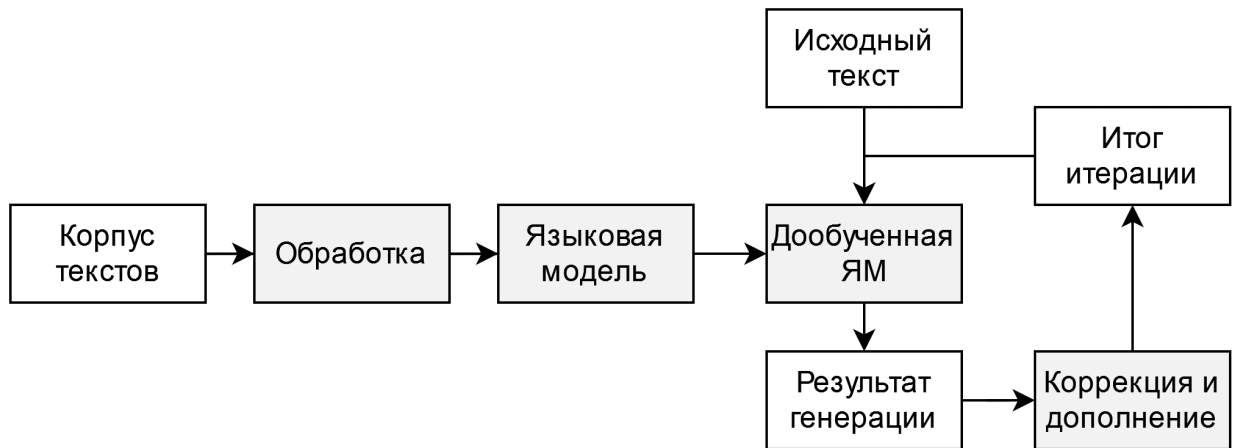 Исходный
текст
Итог
итерации
Корпус
текстов
Обработка
Языковая
модель
Дообученная
ЯМ
Результат
генерации
Коррекция и
дополнение